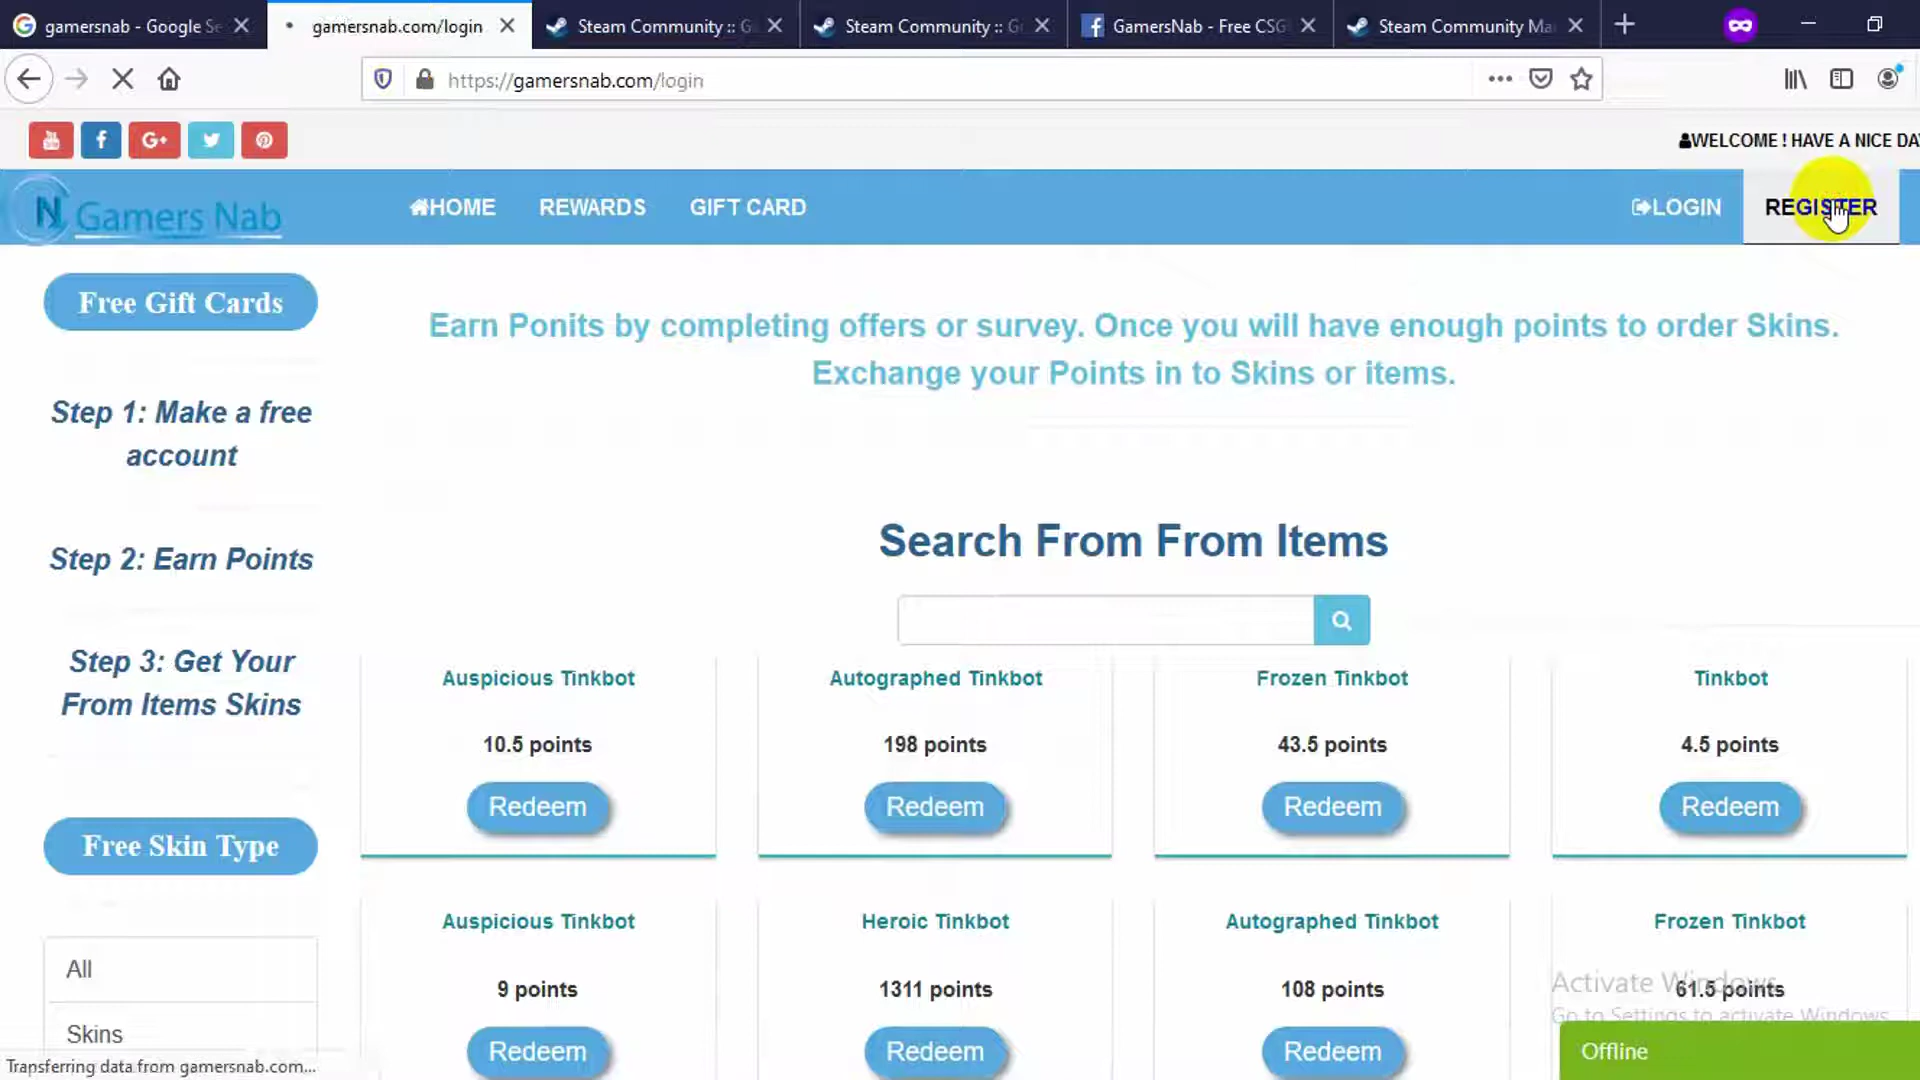 gamersnab - Google Se
gamersnab.com/login
Steam Community :: G
Steam Community :: G
GamersNab - Free CSG
Steam Community Ma
https://gamersnab.com/login
You
G+
WELCOME ! HAVE A NICE DA
N Gamers Nab
HOME
REWARDS
GIFT CARD
LOGIN
REGISTER
Free Gift Cards
Earn Ponits by completing offers or survey. Once you will have enough points to order Skins.
Exchange your Points in to Skins or items.
Step 1: Make a free
account
Step 2: Earn Points
Step 3: Get Your
From Items Skins
Free Skin Type
All
Skins
Search From From Items
Auspicious Tinkbot
Autographed Tinkbot
Frozen Tinkbot
Tinkbot
10.5 points
198 points
43.5 points
4.5 points
Redeem
Redeem
Redeem
Redeem
Auspicious Tinkbot
Heroic Tinkbot
Autographed Tinkbot
Frozen Tinkbot
9 points
1311 points
108 points
61.5 points
Redeem
Redeem
Redeem
Activate Windows
Go to Settings to activate Windows.
Offline
Transferring data from gamersnab.com...